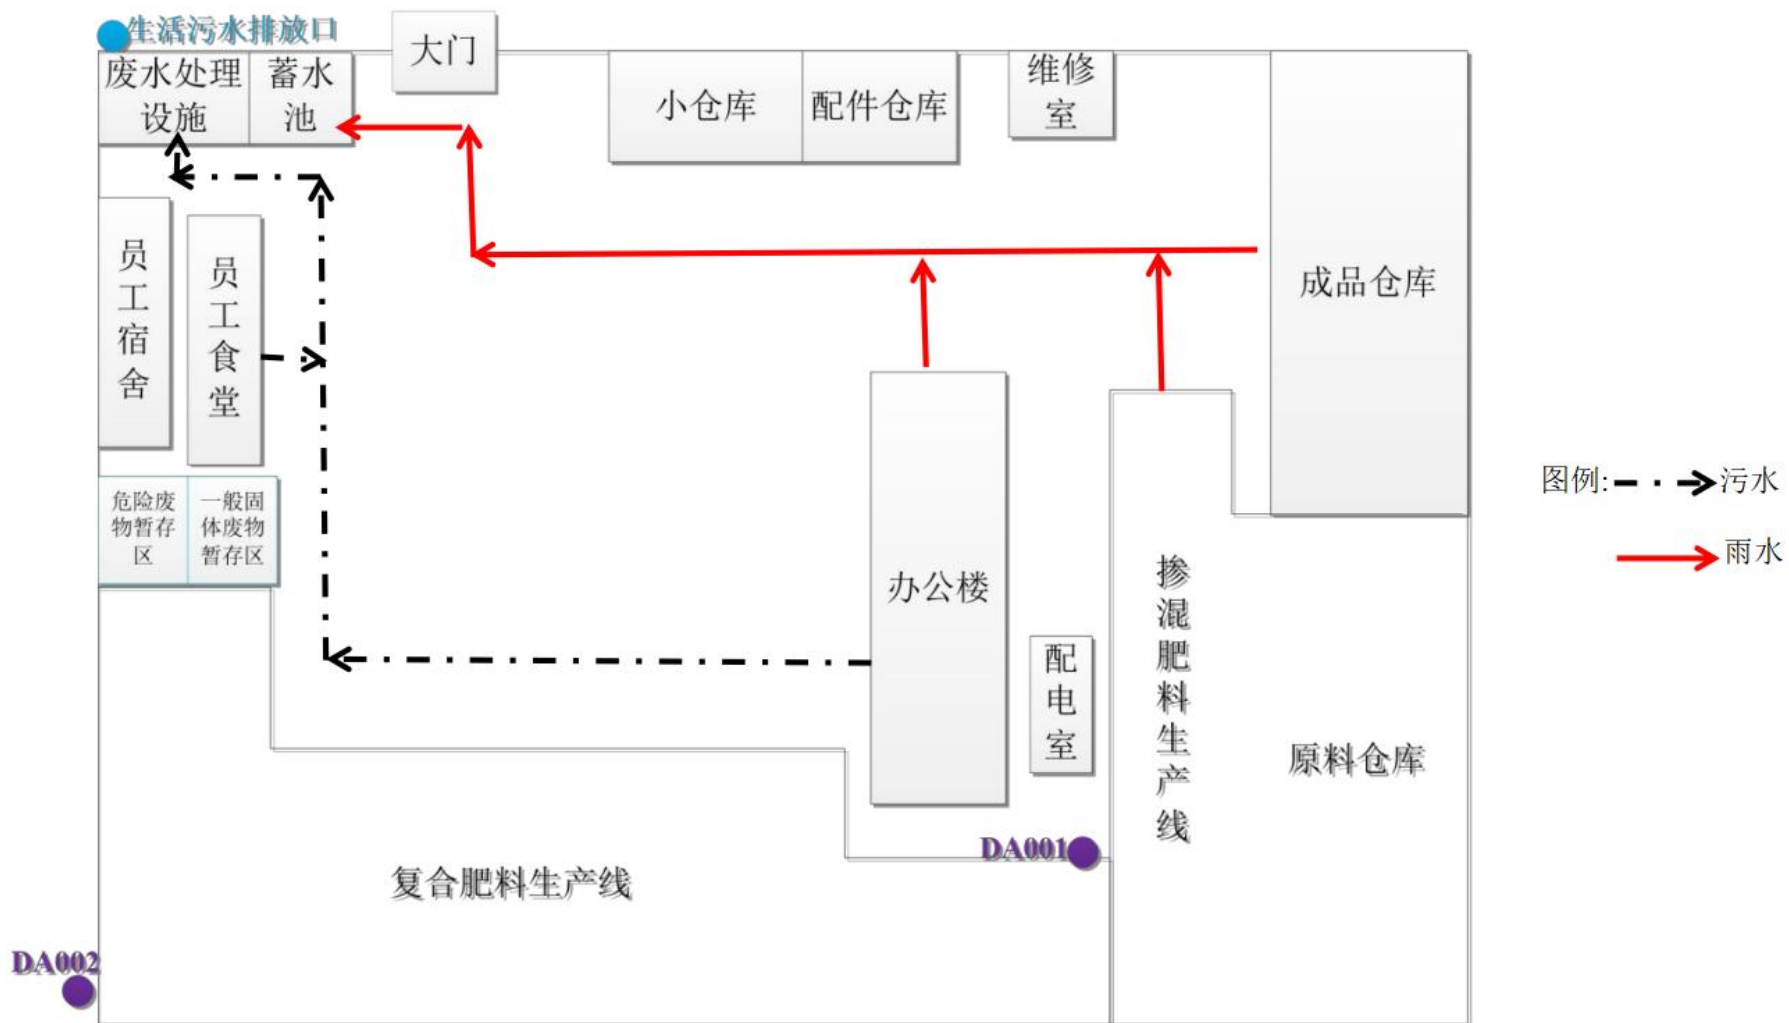 生活污水排放口
大门
废水处理
设施
蓄水
池
小仓库
配件仓库
维修
室
员
工
宿
舍
员
工
食
堂
成品仓库
危险废
物暂存
区
一般固
体废物
暂存区
图例:
污水
雨水
办公楼
配
电
室
掺
混
肥
料
生
产
线
原料仓库
DA001
复合肥料生产线
DA002